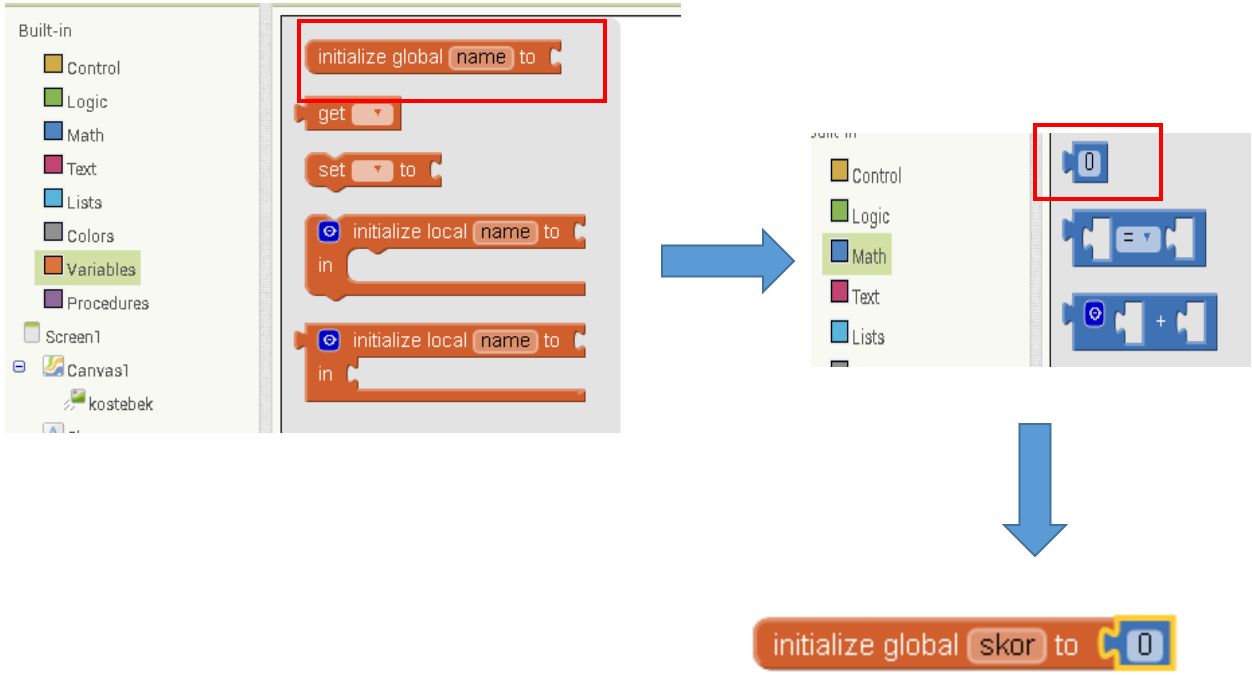 Built-in
Control
Logic
Math
Text
Lists
Colors
Variables
Procedures
Screen1
Canvas1
kostebek
initialize global name to
get
set to
initialize local name to
in
initialize local name to
in
Control
Logic
Math
Text
Lists
0
=
+
initialize global skor to 0